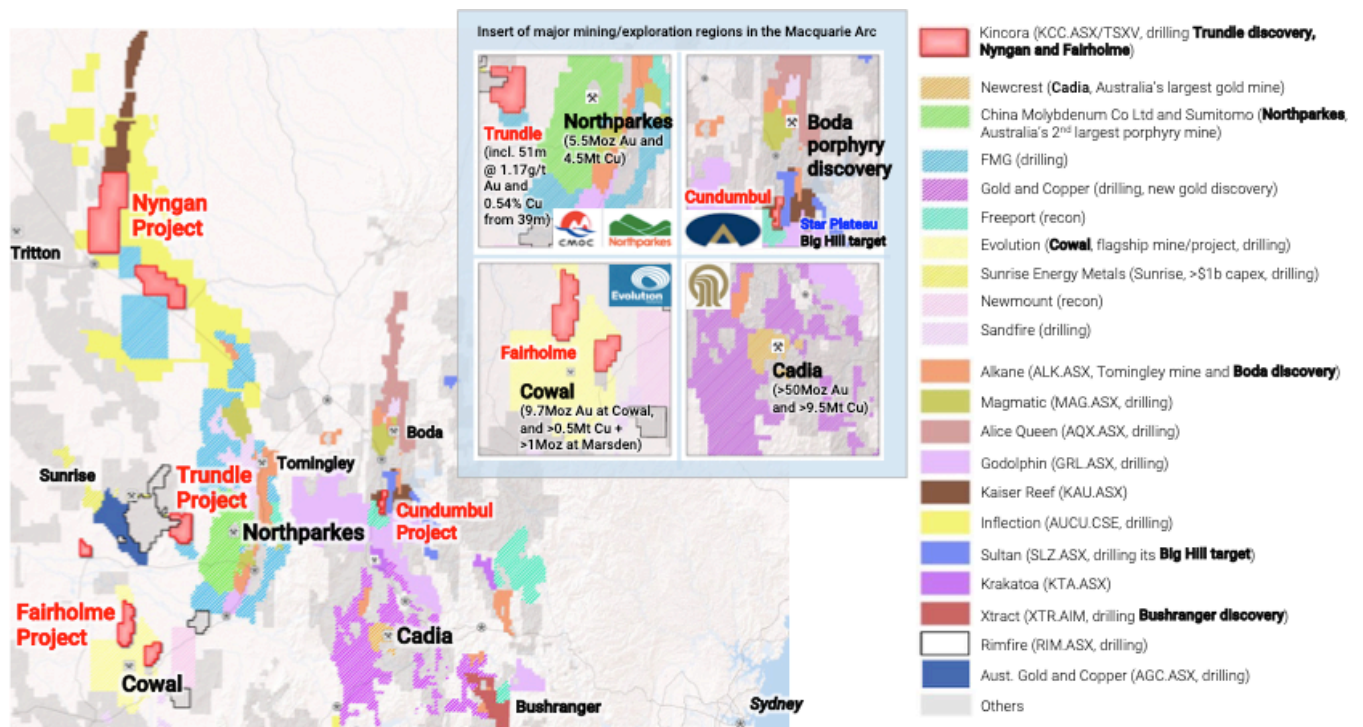 Insert of major mining/exploration regions in the Macquarie Arc
Trundle
(incl. 51m
@ 1.17g/t
Au and
0.54% Cu
from 39m)
Northparkes
(5.5Moz Au and
4.5Mt Cu)
CMOC
Northparkes
Boda
porphyry
discovery
Cundumbul
Star Plateau
Big Hill target
Evolution
Fairholme
Cowal
(9.7Moz Au at Cowal,
and >0.5Mt Cu +
>1Moz at Marsden)
Cadia
(>50Moz Au
and >9.5Mt Cu)
Nyngan
Project
Tritton
Boda
Tomingley
Sunrise
Trundle
Project
Northparkes
Cundumbul
Project
Fairholme
Project
Cowal
Cadia
Bushranger
Sydney
Kincora (KCC.ASX/TSXV, drilling Trundle discovery,
Nyngan and Fairholme)
Newcrest (Cadia, Australia's largest gold mine)
China Molybdenum Co Ltd and Sumitomo (Northparkes,
Australia's 2nd largest porphyry mine)
FMG (drilling)
Gold and Copper (drilling, new gold discovery)
Freeport (recon)
Evolution (Cowal, flagship mine/project, drilling)
Sunrise Energy Metals (Sunrise, >$1b capex, drilling)
Newmount (recon)
Sandfire (drilling)
Alkane (ALK.ASX, Tomingley mine and Boda discovery)
Magmatic (MAG.ASX, drilling)
Alice Queen (AQX.ASX, drilling)
Godolphin (GRL.ASX, drilling)
Kaiser Reef (KAU.ASX)
Inflection (AUCU.CSE, drilling)
Sultan (SLZ.ASX, drilling its Big Hill target)
Krakatoa (KTA.ASX)
Xtract (XTR.AIM, drilling Bushranger discovery)
Rimfire (RIM.ASX, drilling)
Aust. Gold and Copper (AGC.ASX, drilling)
Others